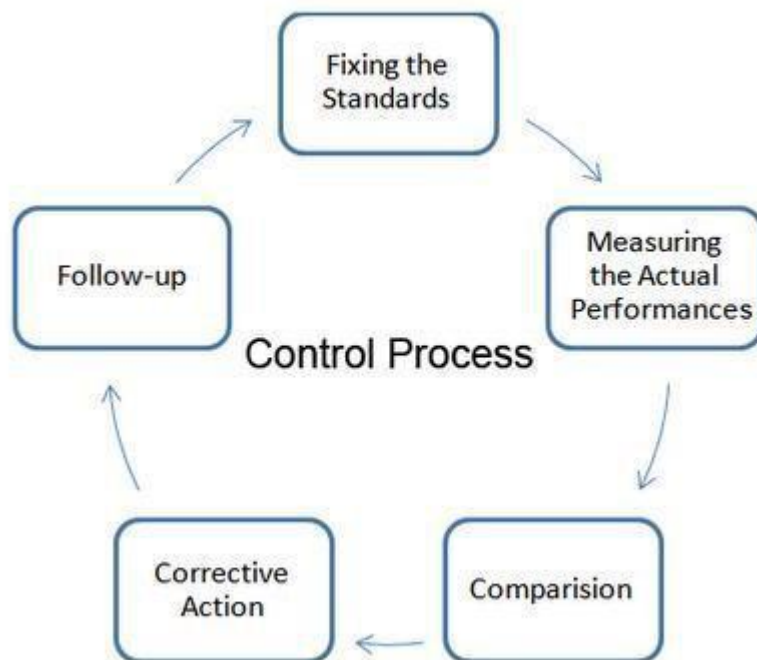 Fixing the
Standards
Measuring
the Actual
Performances
Comparision
Corrective
Action
Follow-up
Control Process